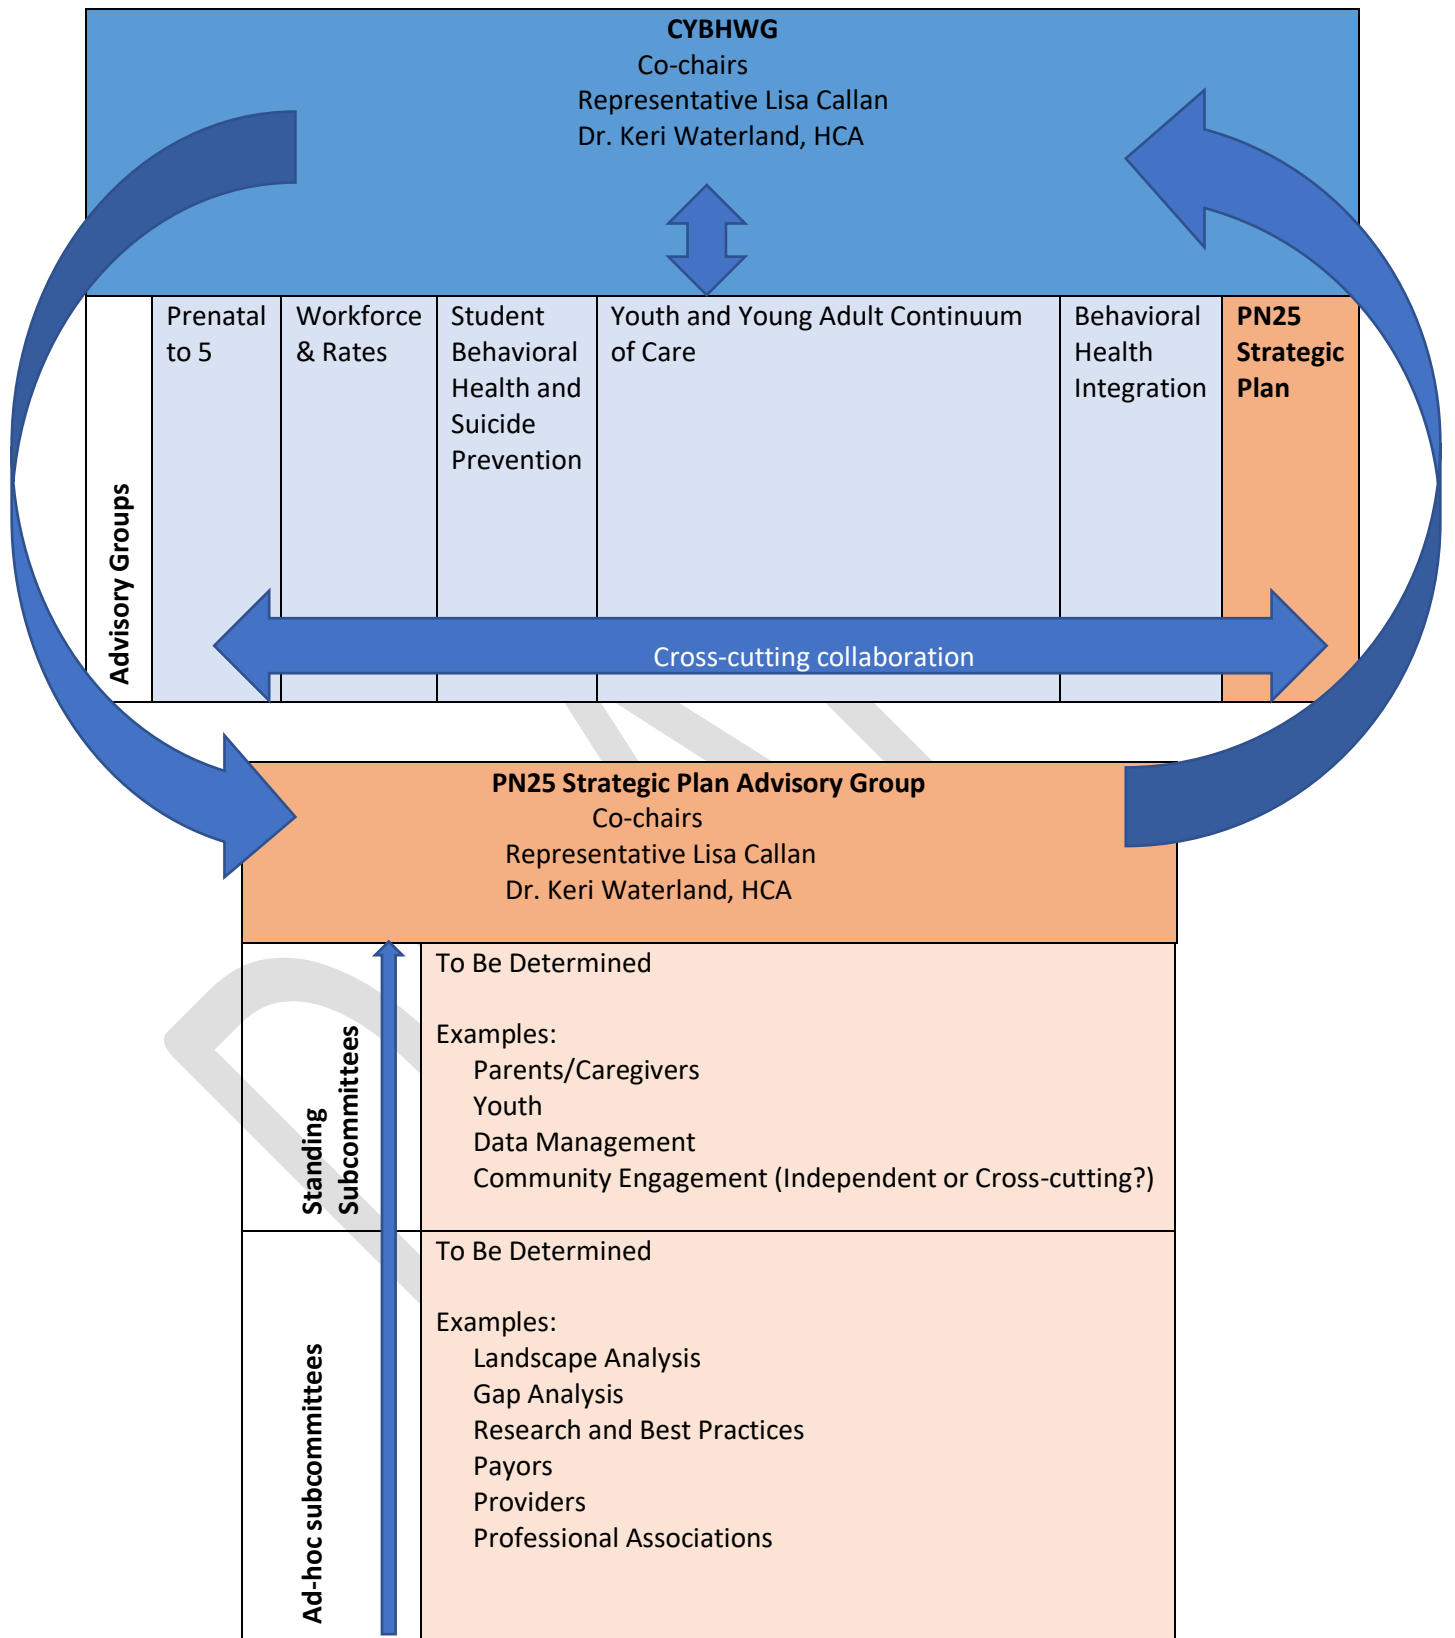 CYBHWG
Co-chairs
Representative Lisa Callan
Dr. Keri Waterland, HCA
Advisory Groups
Prenatal
to 5
Workforce
& Rates
Student
Behavioral
Health and
Suicide
Prevention
Youth and Young Adult Continuum
of Care
Behavioral
Health
Integration
PN25
Strategic
Plan
Cross-cutting collaboration
PN25 Strategic Plan Advisory Group
Co-chairs
Representative Lisa Callan
Dr. Keri Waterland, HCA
Standing
Subcommittees
To Be Determined
Examples:
Parents/Caregivers
Youth
Data Management
Community Engagement (Independent or Cross-cutting?)
Ad-hoc subcommittees
To Be Determined
Examples:
Landscape Analysis
Gap Analysis
Research and Best Practices
Payors
Providers
Professional Associations